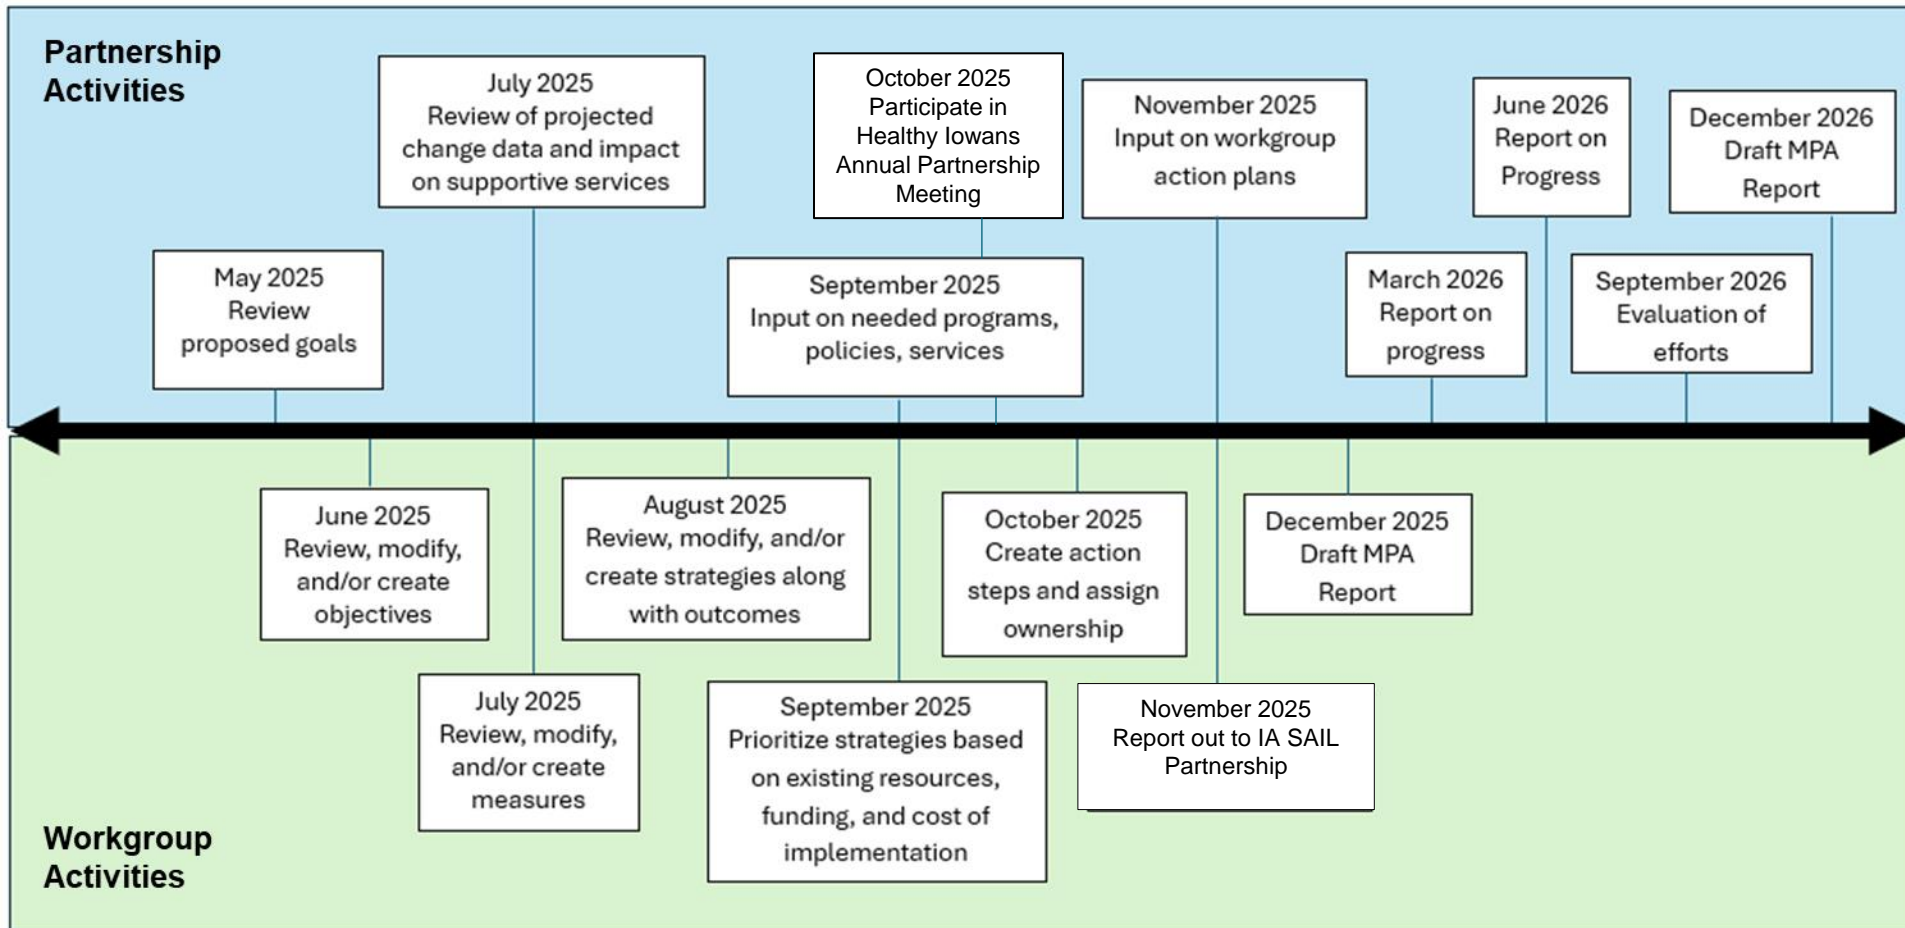 Partnership
Activities
July 2025
Review of projected
change data and impact
on supportive services
October 2025
Participate in
Healthy Iowans
Annual Partnership
Meeting
November 2025
Input on workgroup
action plans
June 2026
Report on
Progress
December 2026
Draft MPA
Report
May 2025
Review
proposed goals
September 2025
Input on needed programs,
policies, services
March 2026
Report on
progress
September 2026
Evaluation of
efforts
June 2025
Review, modify,
and/or create
objectives
August 2025
Review, modify, and/or
create strategies along
with outcomes
October 2025
Create action
steps and assign
ownership
December 2025
Draft MPA
Report
July 2025
Review, modify,
and/or create
measures
September 2025
Prioritize strategies based
on existing resources,
funding, and cost of
implementation
November 2025
Report out to IA SAIL
Partnership
Workgroup
Activities